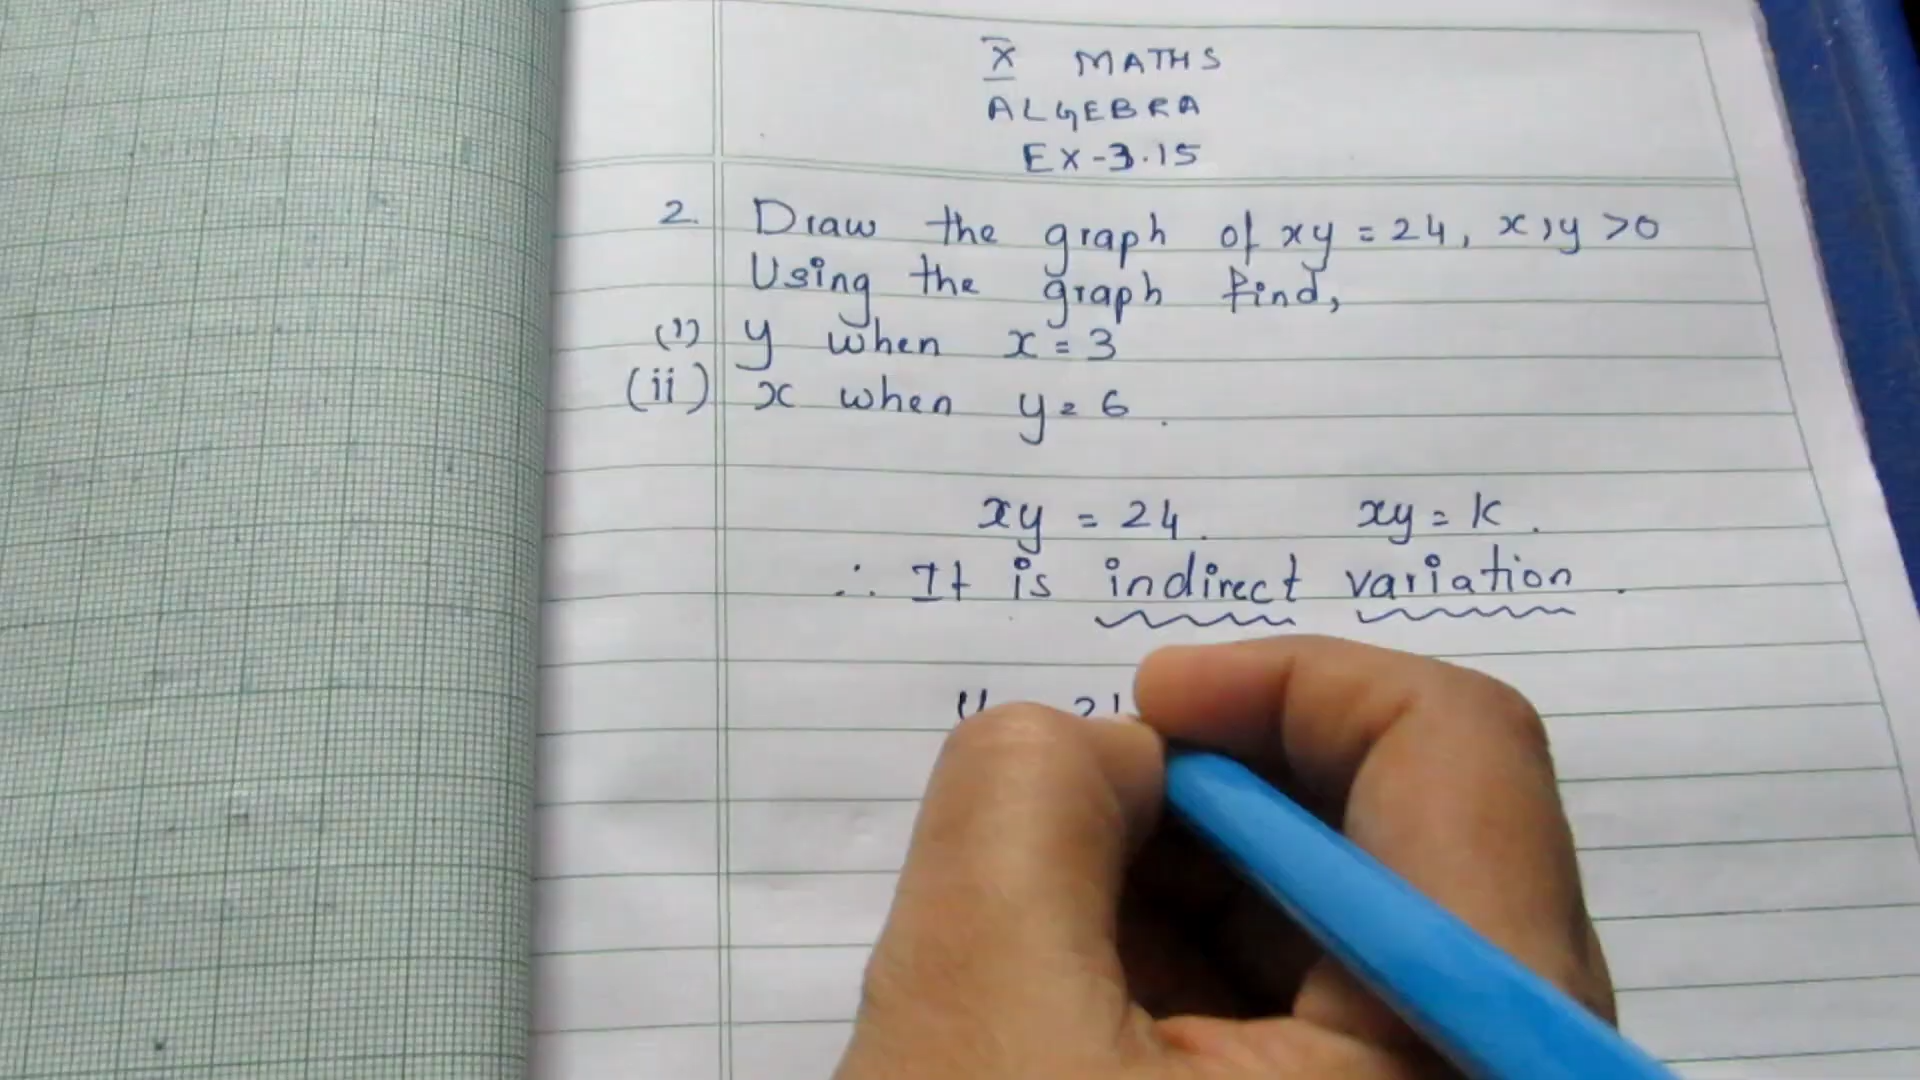 X MATHS
ALGEBRA
EX-3.15
2. Draw the graph of xy = 24, x, y >0
Using the graph find,
(i) y when x = 3
(ii) x when y = 6.
xy = 24. xy = k.
∴ It is indirect variation.